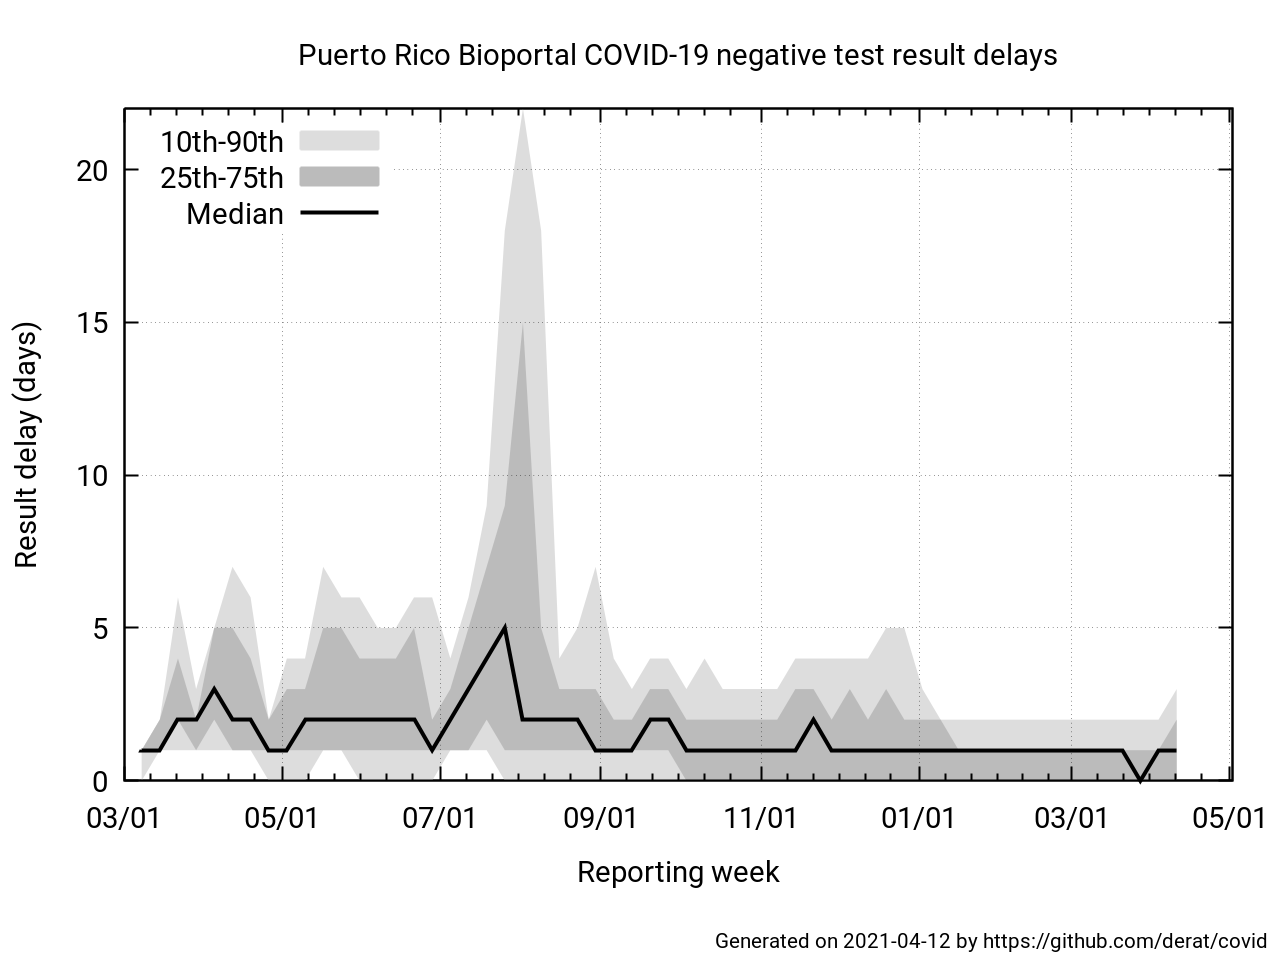 Puerto Rico Bioportal COVID-19 negative test result delays
10th-90th
25th-75th
Median
20
15
10
5
0
Result delay (days)
03/01 05/01 07/01 09/01 11/01 01/01 03/01 05/01
Reporting week
Generated on 2021-04-12 by https://github.com/derat/covid